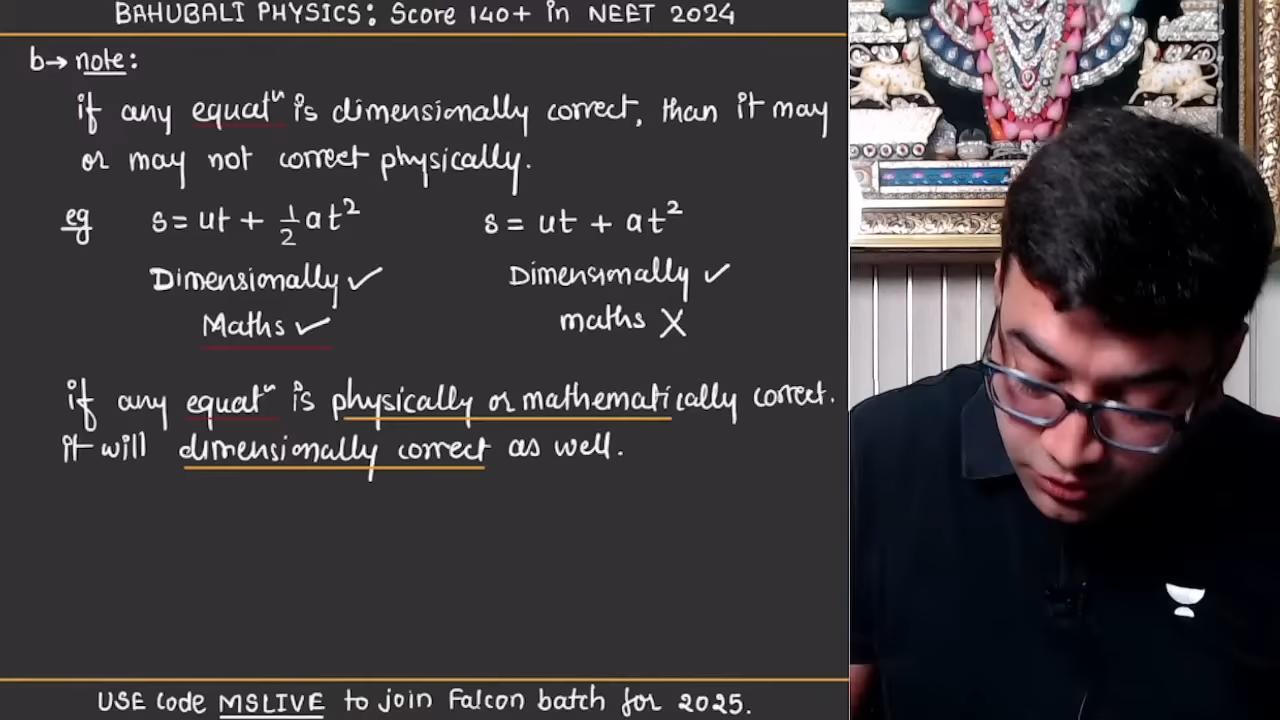 BAHUBALI PHYSICS: Score 140+ in NEET 2024
b→ note:
if any equatⁿ is dimensionally correct, than it may
or may not correct physically.
eg s = ut + 1/2 at² s = ut + at²
Dimensionally ✓ Dimensionally ✓
Maths ✓ maths X
if any equatⁿ is physically or mathematically correct.
it will dimensionally correct as well.
USE Code MSLIVE to join Falcon batch for 2025.